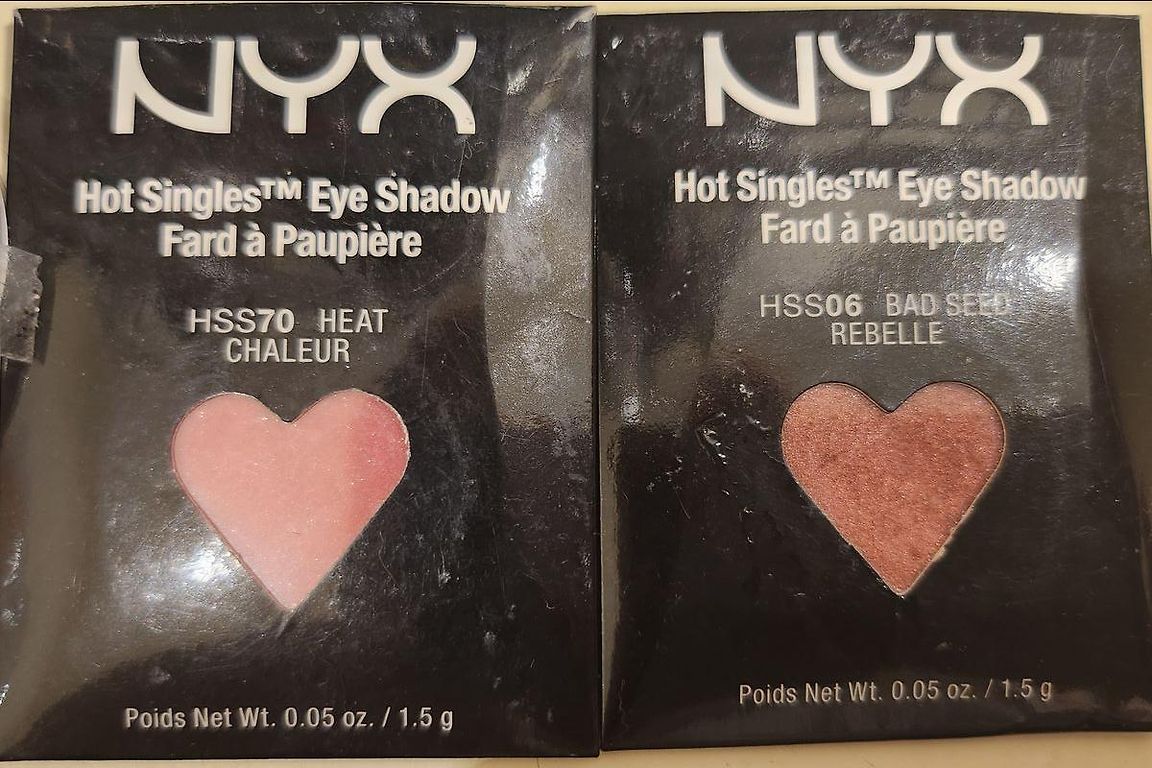 NYX
Hot Singles™ Eye Shadow
Fard à Paupière
HSS70 HEAT
CHALEUR
Poids Net Wt. 0.05 oz. / 1.5 g
NYX
Hot Singles™ Eye Shadow
Fard à Paupière
HSS06 BAD SEED
REBELLE
Poids Net Wt. 0.05 oz. / 1.5 g